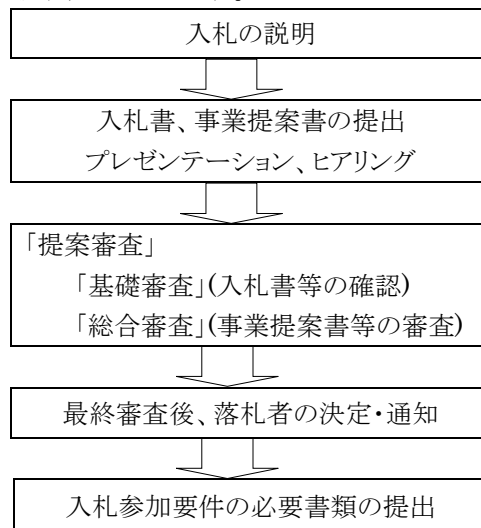 入札の説明
入札書、事業提案書の提出
プレゼンテーション、ヒアリング
「提案審査」
「基礎審査」(入札書等の確認)
「総合審査」(事業提案書等の審査)
最終審査後、落札者の決定・通知
入札参加要件の必要書類の提出